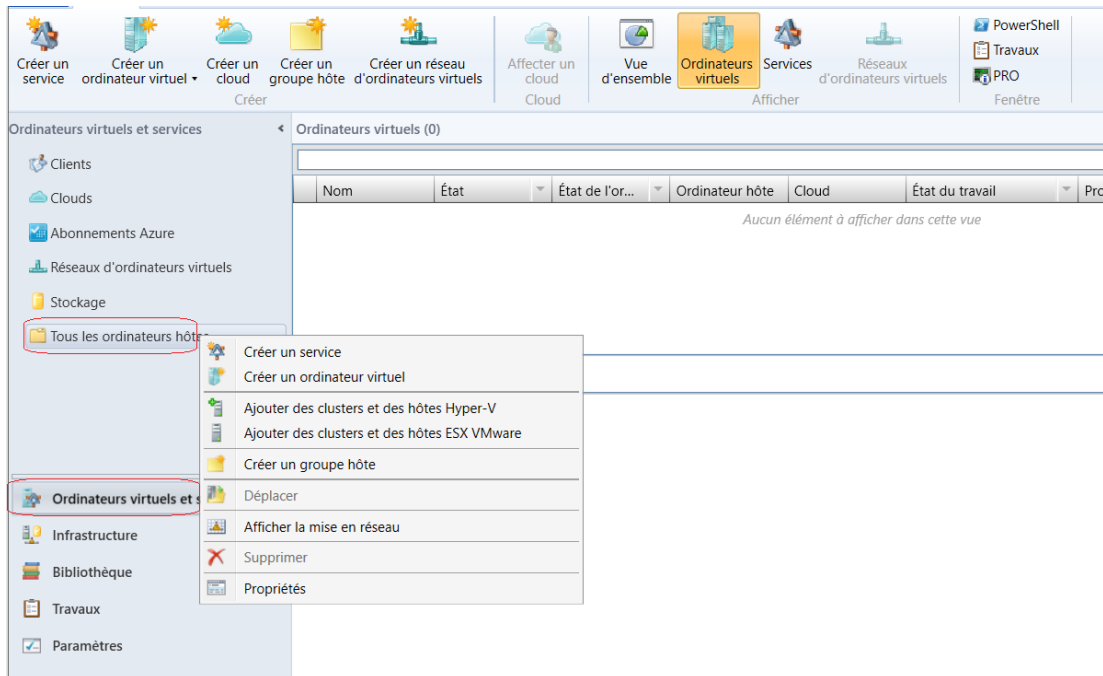 Créer un service
Créer un ordinateur virtuel
Créer un cloud
Créer un groupe hôte
Créer un réseau d'ordinateurs virtuels
Affecter un cloud
Vue d'ensemble
Ordinateurs virtuels
Services
Réseaux d'ordinateurs virtuels
PowerShell
Travaux
PRO
Créer
Cloud
Afficher
Fenêtre
Ordinateurs virtuels et services
Ordinateurs virtuels (0)
Clients
Clouds
Abonnements Azure
Réseaux d'ordinateurs virtuels
Stockage
Tous les ordinateurs hôtes
Nom
État
État de l'or...
Ordinateur hôte
Cloud
État du travail
Pro
Aucun élément à afficher dans cette vue
Créer un service
Créer un ordinateur virtuel
Ajouter des clusters et des hôtes Hyper-V
Ajouter des clusters et des hôtes ESX VMware
Créer un groupe hôte
Déplacer
Afficher la mise en réseau
Supprimer
Propriétés
Ordinateurs virtuels et s
Infrastructure
Bibliothèque
Travaux
Paramètres